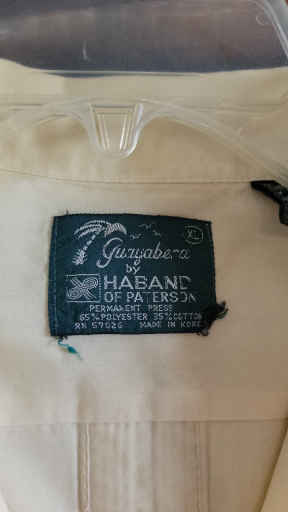 XL
Guayabera
by
HABAND
OF PATERSON
PERMANENT PRESS
65% POLYESTER 35% COTTON
RN 57026 MADE IN KOREA